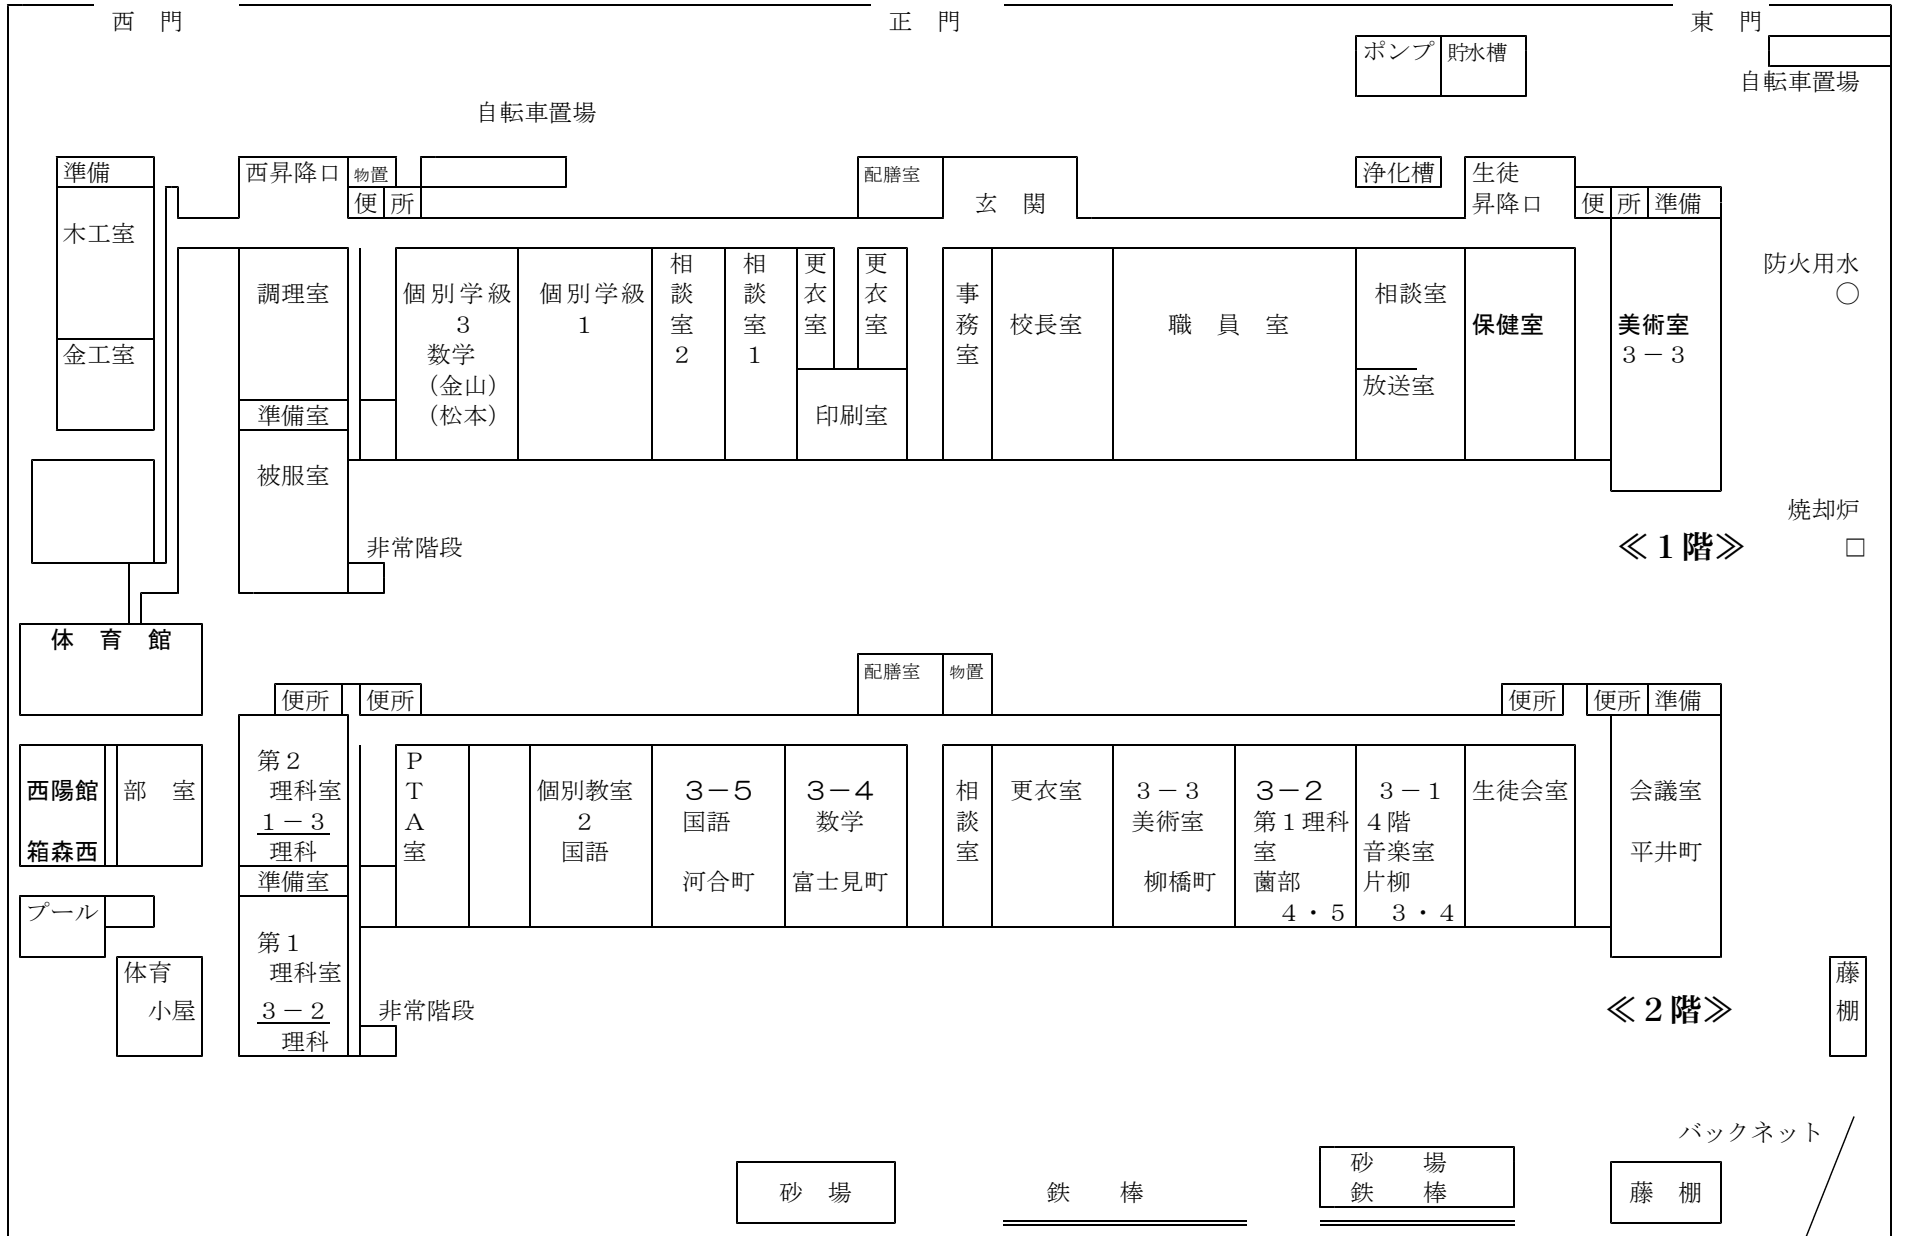 西　門
正　門
東　門
ポンプ
貯水槽
自転車置場
自転車置場
準備
西昇降口
物置
便
所
配膳室
玄　関
浄化槽
生徒
昇降口
便
所
準備
木工室
金工室
調理室
準備室
被服室
個別学級
３
数学
（金山）
（松本）
個別学級
１
相談室２
相談室１
更衣室
更衣室
印刷室
事務室
校長室
職　員　室
相談室
放送室
保健室
美術室
３－３
防火用水
○
焼却炉
□
非常階段
≪１階≫
体　育　館
配膳室
物置
便所
便所
便所
便所
準備
西陽館
箱森西
部　室
第２
理科室
１－３
理科
準備室
第１
理科室
３－２
理科
ＰＴＡ室
個別教室
２
国語
３－５
国語
河合町
３－４
数学
富士見町
相談室
更衣室
３－３
美術室
柳橋町
３－２
第１理科
室
薗部
４・５
３－１
４階
音楽室
片柳
３・４
生徒会室
会議室
平井町
プール
体育
小屋
非常階段
≪２階≫
藤棚
バックネット
砂　場
鉄　棒
砂　場
鉄　棒
藤　棚